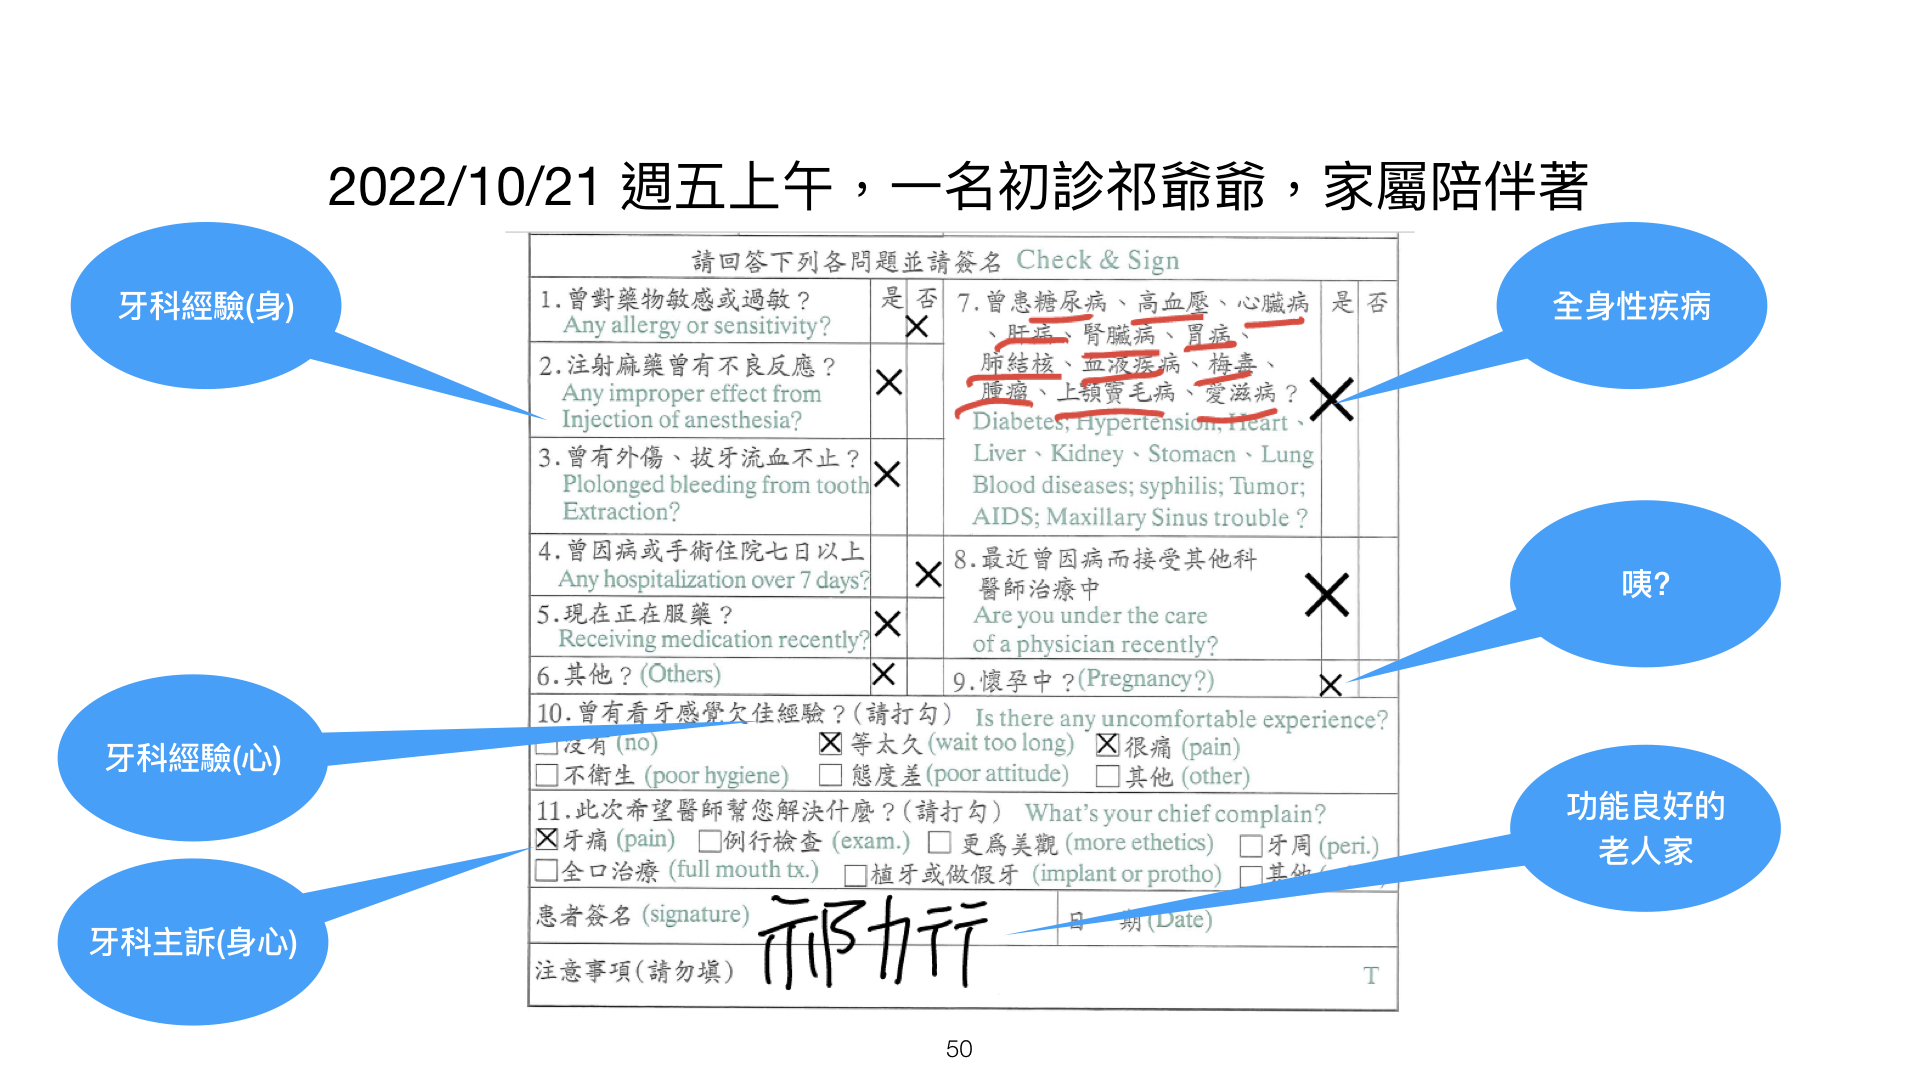 2022/10/21 週五上午，一名初診祁爺爺，家屬陪伴著
牙科經驗(身)
牙科經驗(心)
牙科主訴(身心)
請回答下列各問題並請簽名 Check & Sign
1.曾對藥物敏感或過敏？ 是 否
Any allergy or sensitivity?
2.注射麻藥曾有不良反應？
Any improper effect from
Injection of anesthesia?
3.曾有外傷、拔牙流血不止？
Plolonged bleeding from tooth
Extraction?
4.曾因病或手術住院七日以上
Any hospitalization over 7 days?
5.現在正在服藥？
Receiving medication recently?
6.其他？(Others)
7.曾患糖尿病、高血壓、心臟病 是 否
、肝病、腎臟病、胃病、
肺結核、血液疾病、梅毒、
腫瘤、上顎竇毛病、愛滋病？
Diabetes; Hypertension; Heart、
Liver、Kidney、Stomacn、Lung
Blood diseases; syphilis; Tumor;
AIDS; Maxillary Sinus trouble？
8.最近曾因病而接受其他科
醫師治療中
Are you under the care
of a physician recently?
9.懷孕中？(Pregnancy?)
10.曾有看牙感覺欠佳經驗？(請打勾) Is there any uncomfortable experience?
沒有 (no) 等太久 (wait too long) 很痛 (pain)
不衛生 (poor hygiene) 態度差 (poor attitude) 其他 (other)
11.此次希望醫師幫您解決什麼？(請打勾) What's your chief complain?
牙痛 (pain) 例行檢查 (exam.) 更爲美觀 (more ethetics) 牙周 (peri.)
全口治療 (full mouth tx.) 植牙或做假牙 (implant or protho) 其他
患者簽名 (signature) 祁力行 日 期 (Date)
注意事項(請勿填) T
全身性疾病
咦?
功能良好的
老人家
50